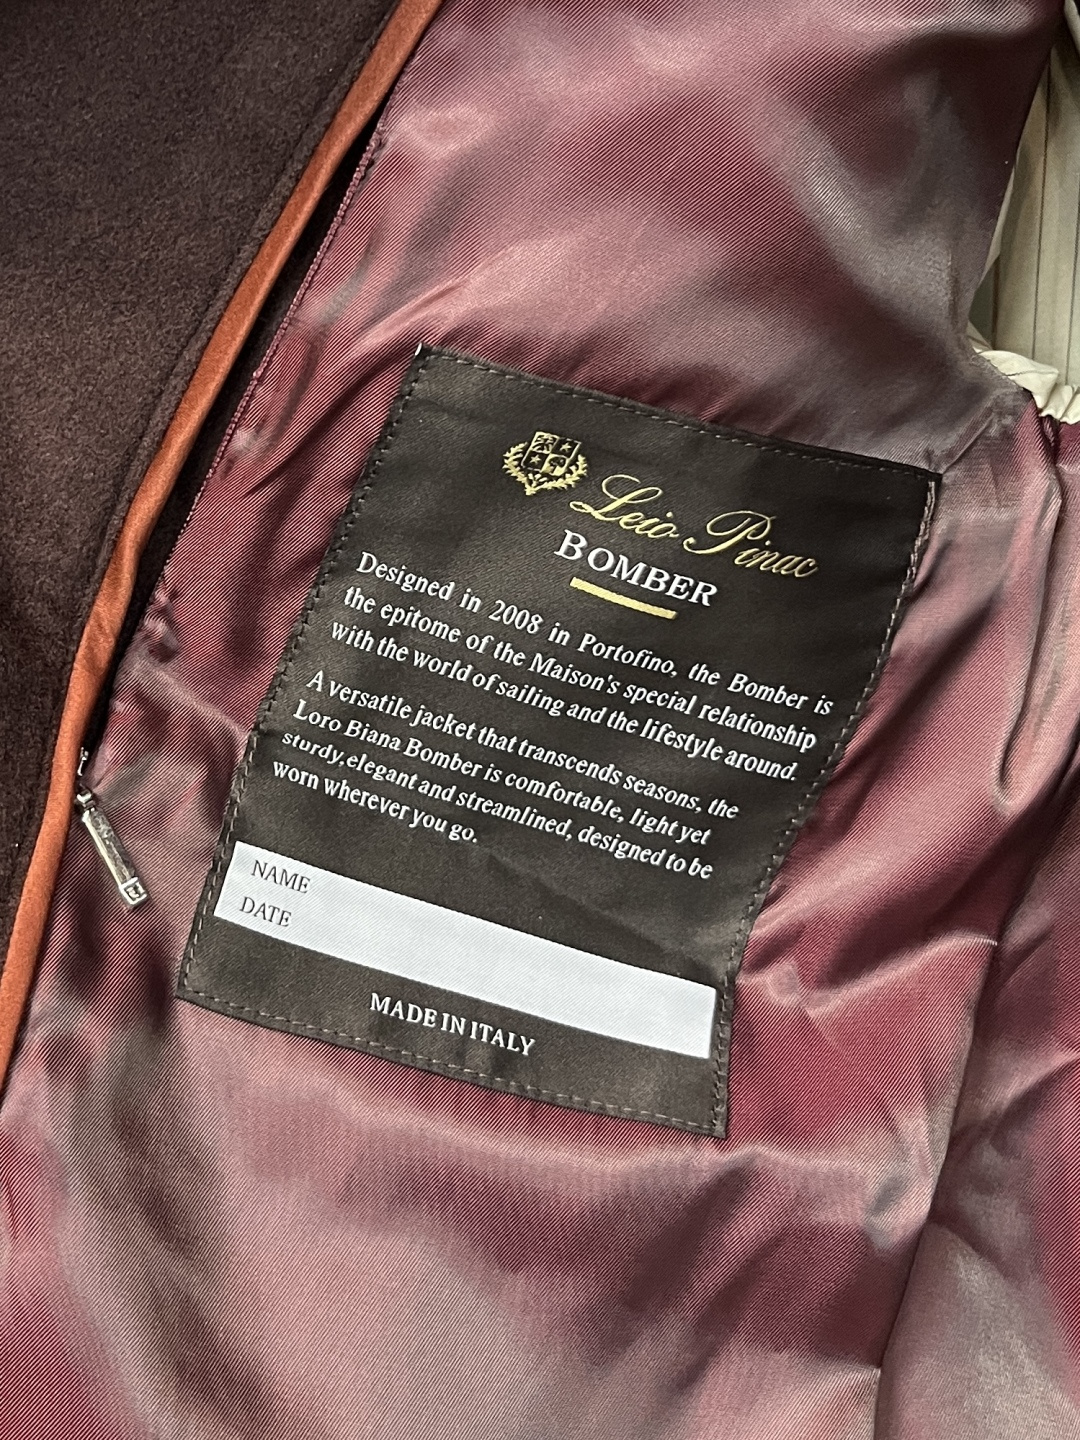 Leio Pinac
BOMBER
Designed in 2008 in Portofino, the Bomber is
the epitome of the Maison's special relationship
with the world of sailing and the lifestyle around.
A versatile jacket that transcends seasons, the
Loro Biana Bomber is comfortable, light yet
sturdy,elegant and streamlined, designed to be
worn wherever you go.
NAME
DATE
MADE IN ITALY